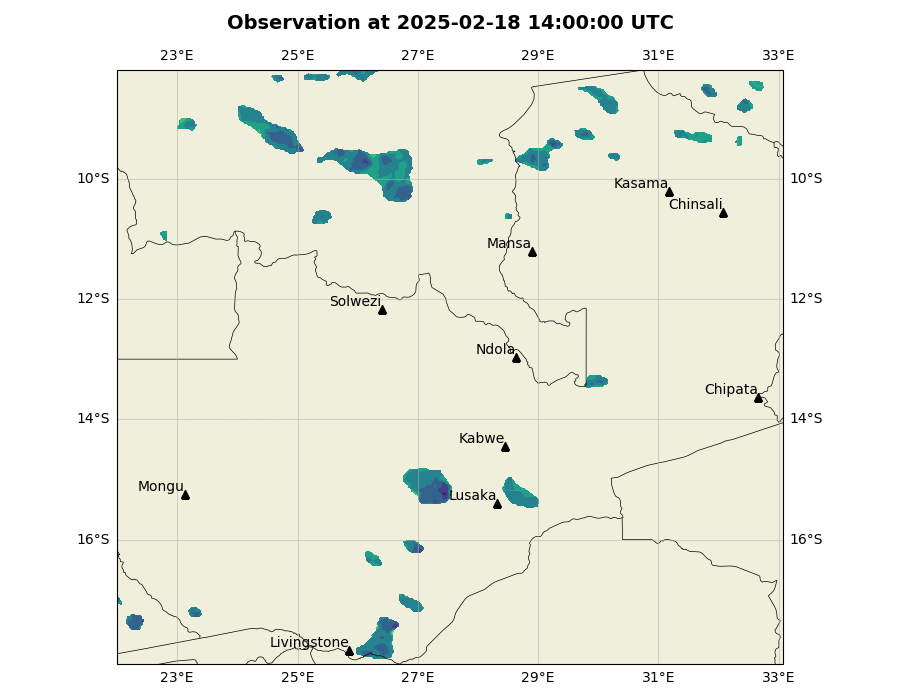 Observation at 2025-02-18 14:00:00 UTC
23°E 25°E 27°E 29°E 31°E 33°E
10°S 10°S
Kasama
Chinsali
Mansa
12°S 12°S
Solwezi
Ndola
Chipata
14°S 14°S
Kabwe
Mongu
Lusaka
16°S 16°S
Livingstone
23°E 25°E 27°E 29°E 31°E 33°E